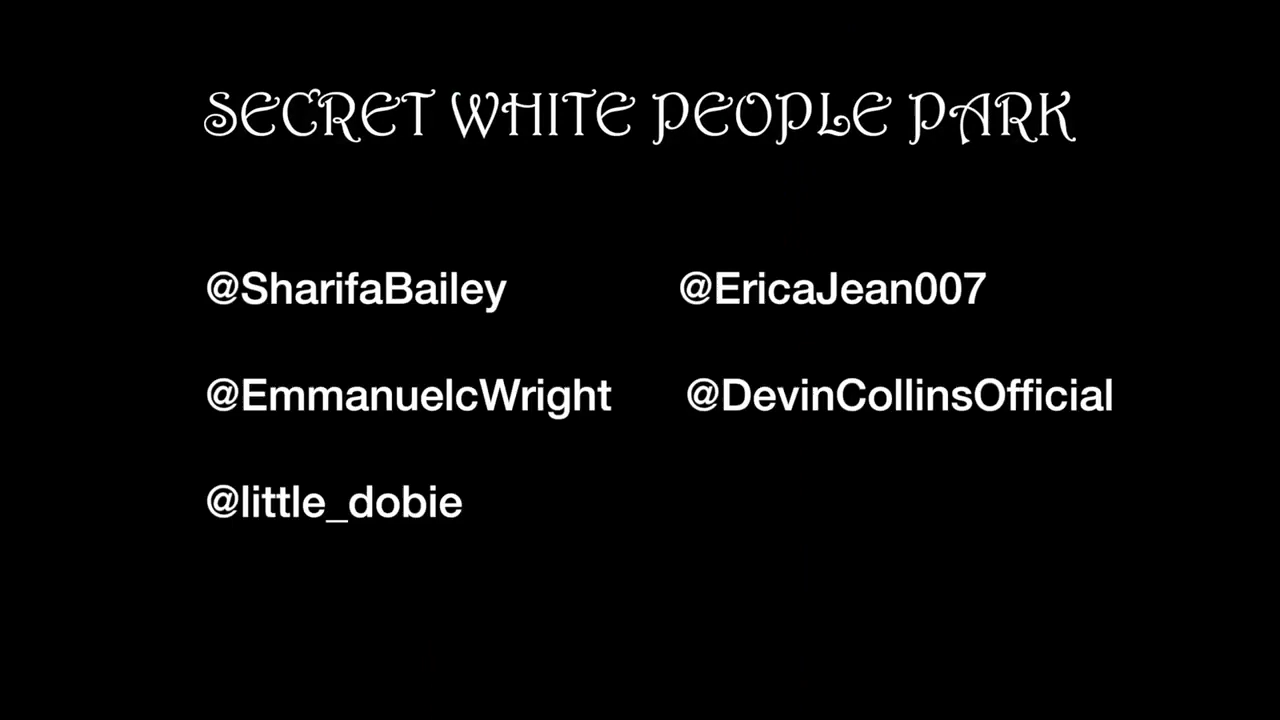 SECRET WHITE PEOPLE PARK
@SharifaBailey @EricaJean007
@EmmanuelcWright @DevinCollinsOfficial
@little_dobie